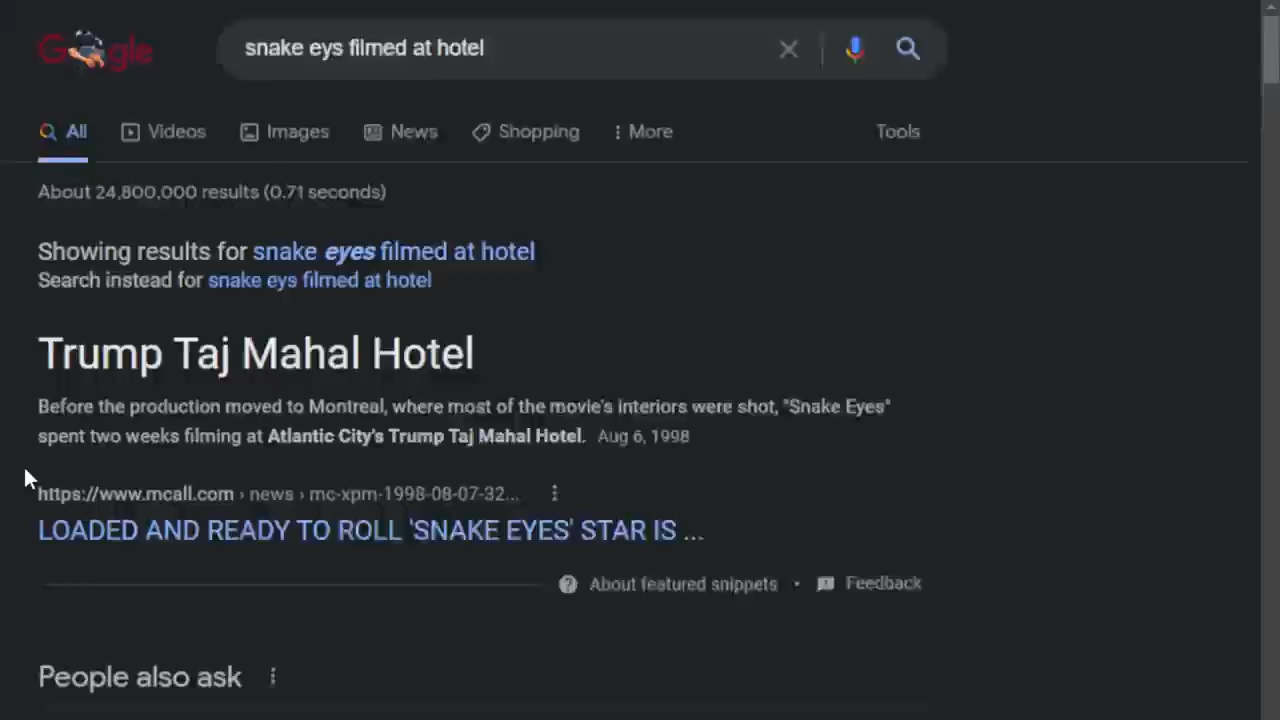 Google
snake eys filmed at hotel
All Videos Images News Shopping More Tools
About 24,800,000 results (0.71 seconds)
Showing results for snake eyes filmed at hotel
Search instead for snake eys filmed at hotel
Trump Taj Mahal Hotel
Before the production moved to Montreal, where most of the movie's interiors were shot, "Snake Eyes"
spent two weeks filming at Atlantic City's Trump Taj Mahal Hotel. Aug 6, 1998
https://www.mcall.com › news › mc-xpm-1998-08-07-32...
LOADED AND READY TO ROLL 'SNAKE EYES' STAR IS ...
About featured snippets · Feedback
People also ask